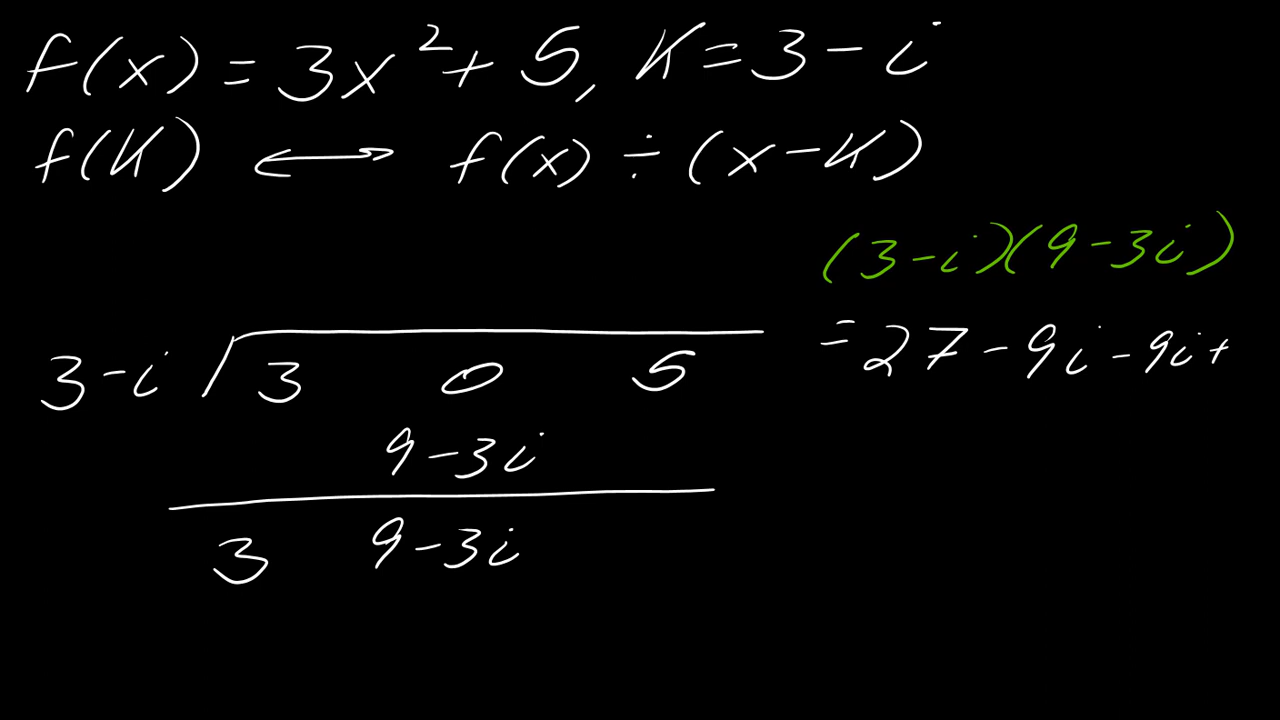 f(x) = 3x² + 5, K = 3 - i
f(K) ⟷ f(x) ÷ (x - K)
(3 - i)(9 - 3i)
= 27 - 9i - 9i +
3 - i 3 0 5
9 - 3i
3 9 - 3i